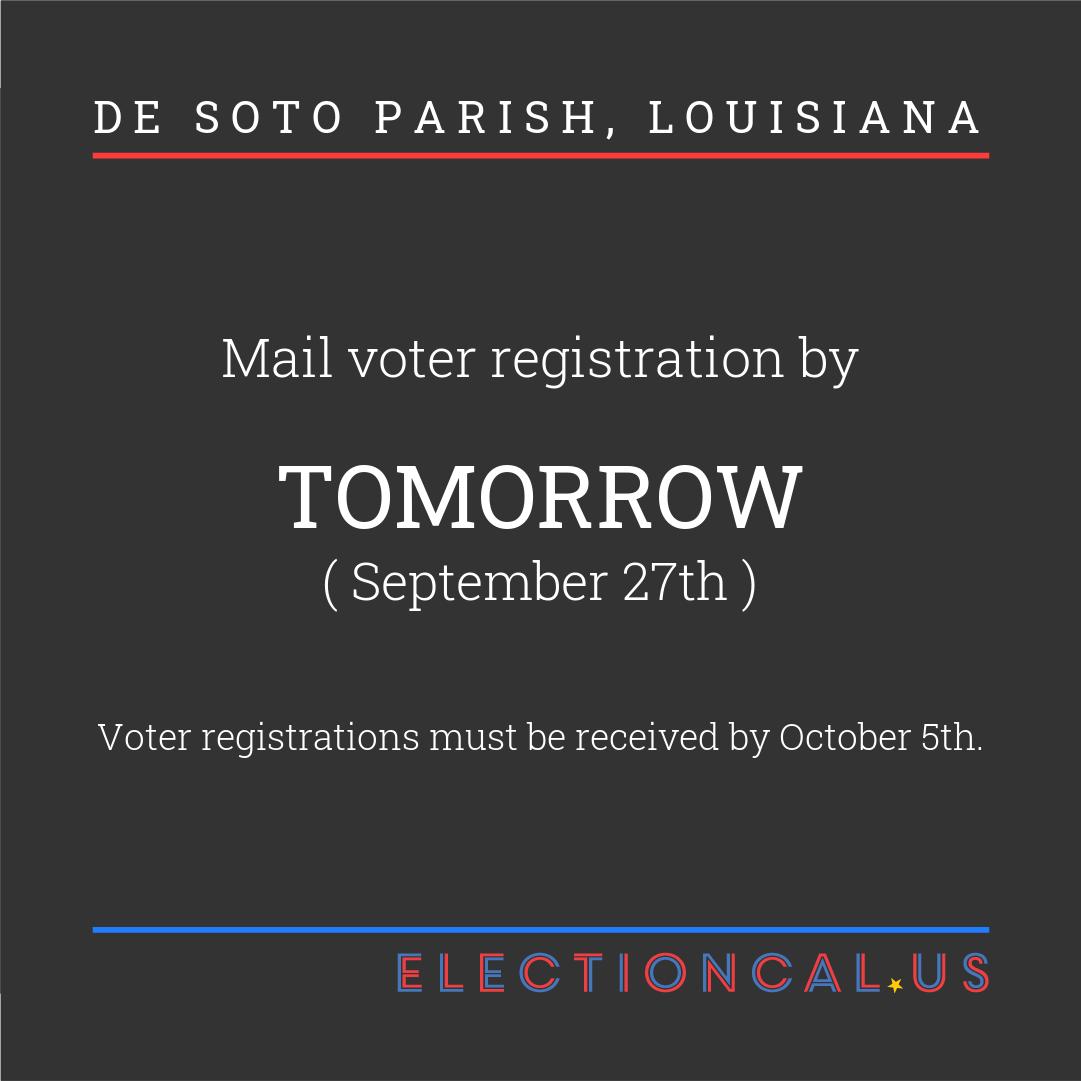 DE SOTO PARISH, LOUISIANA
Mail voter registration by
TOMORROW
( September 27th )
Voter registrations must be received by October 5th.
ELECTIONCAL.US